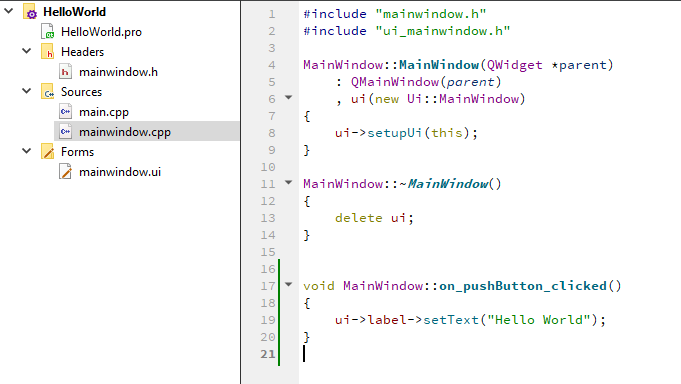 HelloWorld
HelloWorld.pro
Headers
mainwindow.h
Sources
main.cpp
mainwindow.cpp
Forms
mainwindow.ui
1 #include "mainwindow.h"
2 #include "ui_mainwindow.h"
3
4 MainWindow::MainWindow(QWidget *parent)
5     : QMainWindow(parent)
6     , ui(new Ui::MainWindow)
7 {
8     ui->setupUi(this);
9 }
10
11 MainWindow::~MainWindow()
12 {
13     delete ui;
14 }
15
16
17 void MainWindow::on_pushButton_clicked()
18 {
19     ui->label->setText("Hello World");
20 }
21